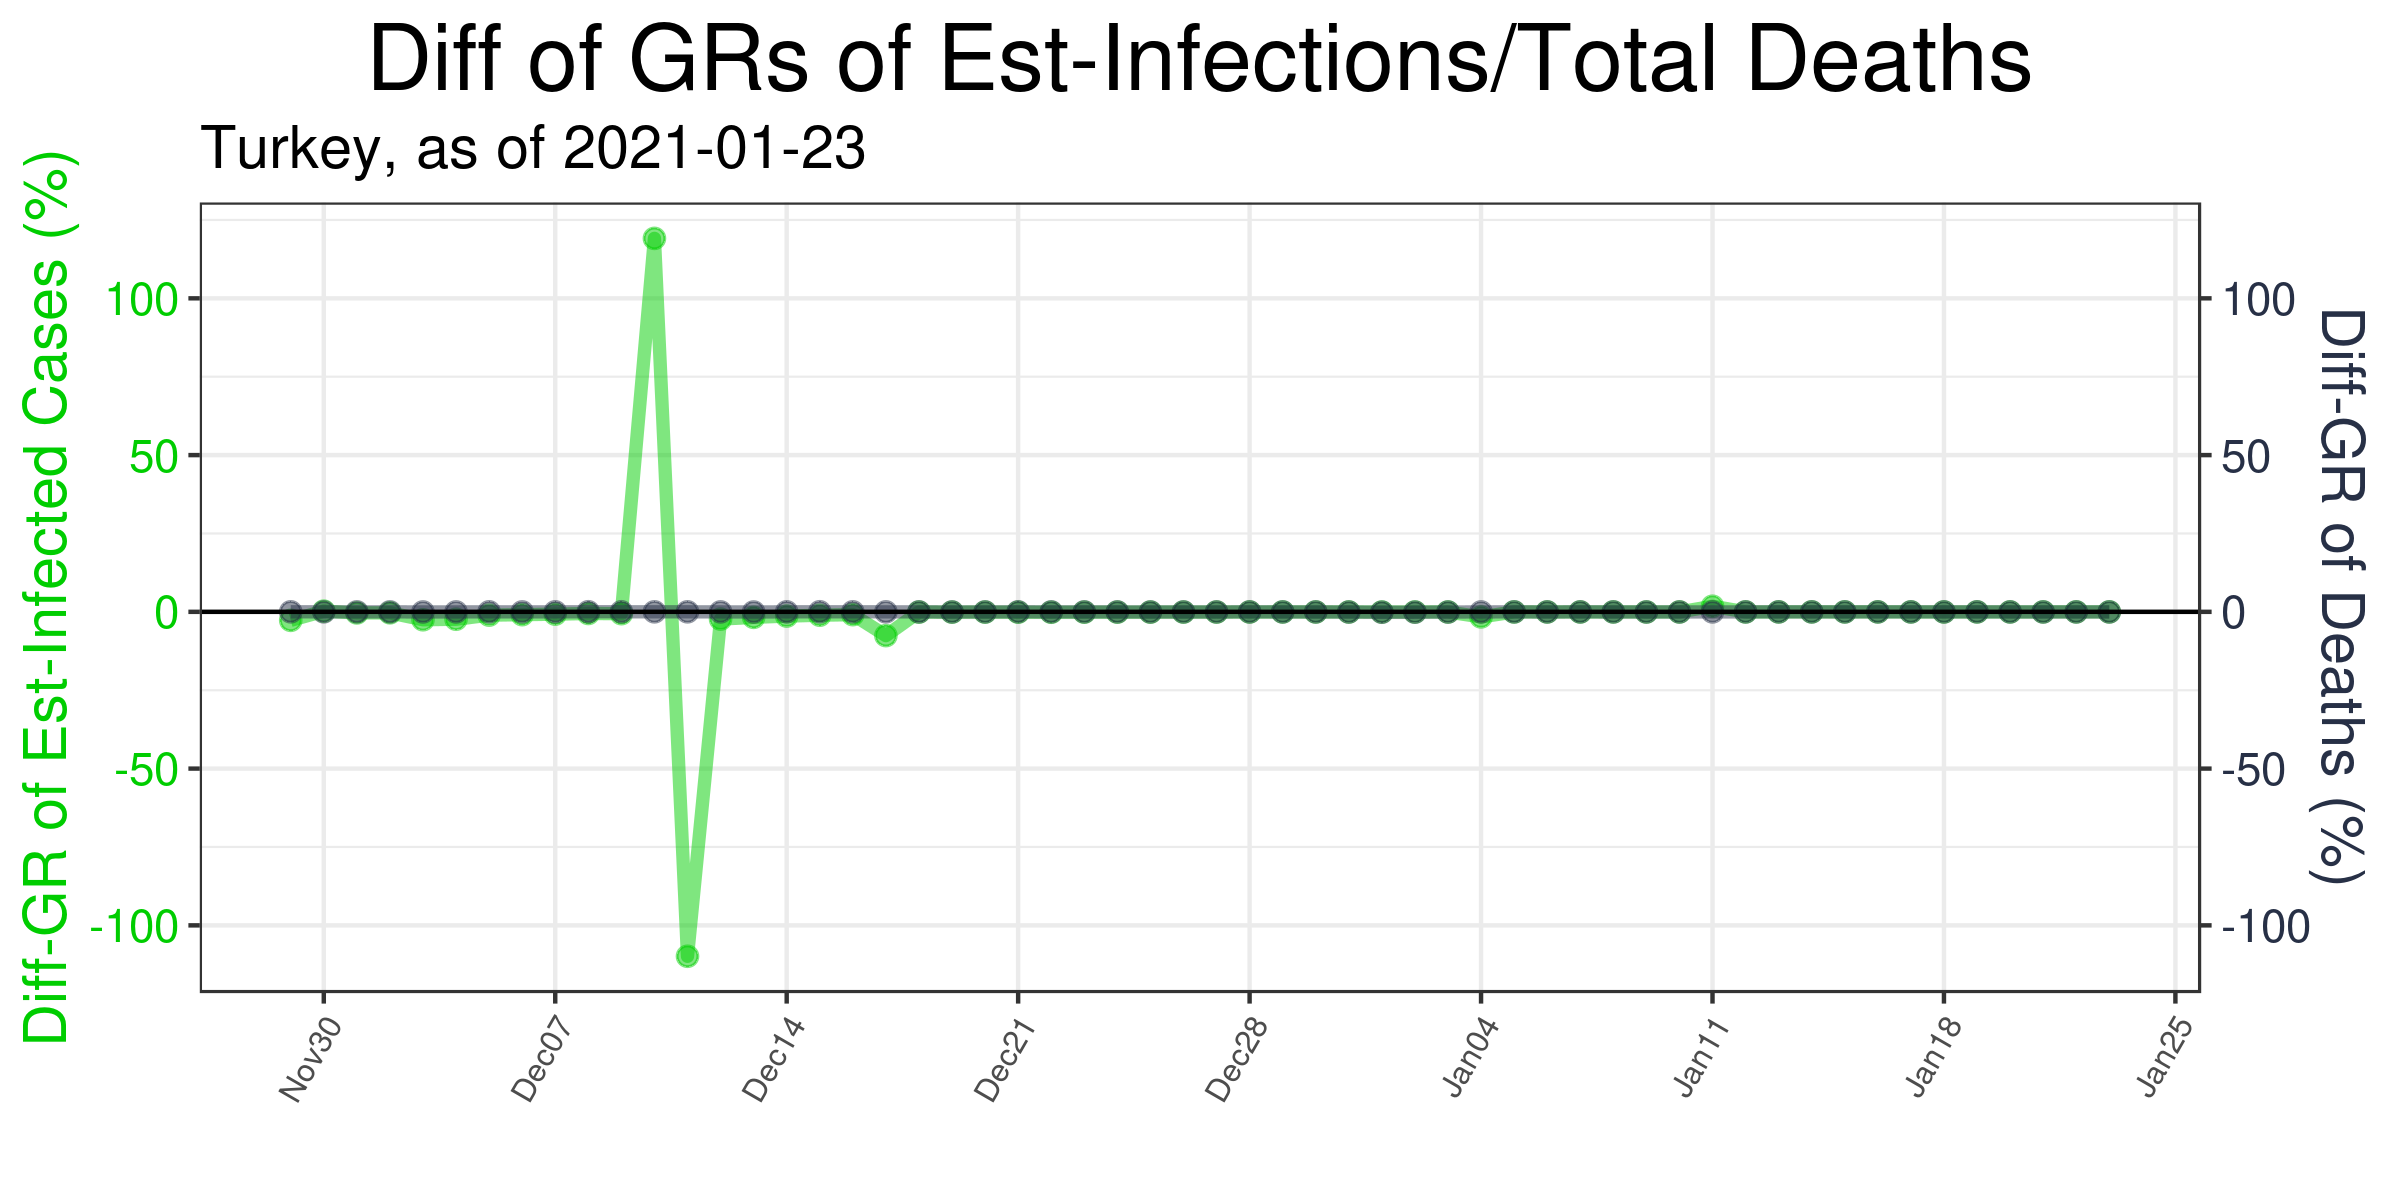 Diff of GRs of Est-Infections/Total Deaths
Turkey, as of 2021-01-23
Diff-GR of Est-Infected Cases (%)
100
50
0
-50
-100
100
50
0
-50
-100
Diff-GR of Deaths (%)
Nov30
Dec07
Dec14
Dec21
Dec28
Jan04
Jan11
Jan18
Jan25